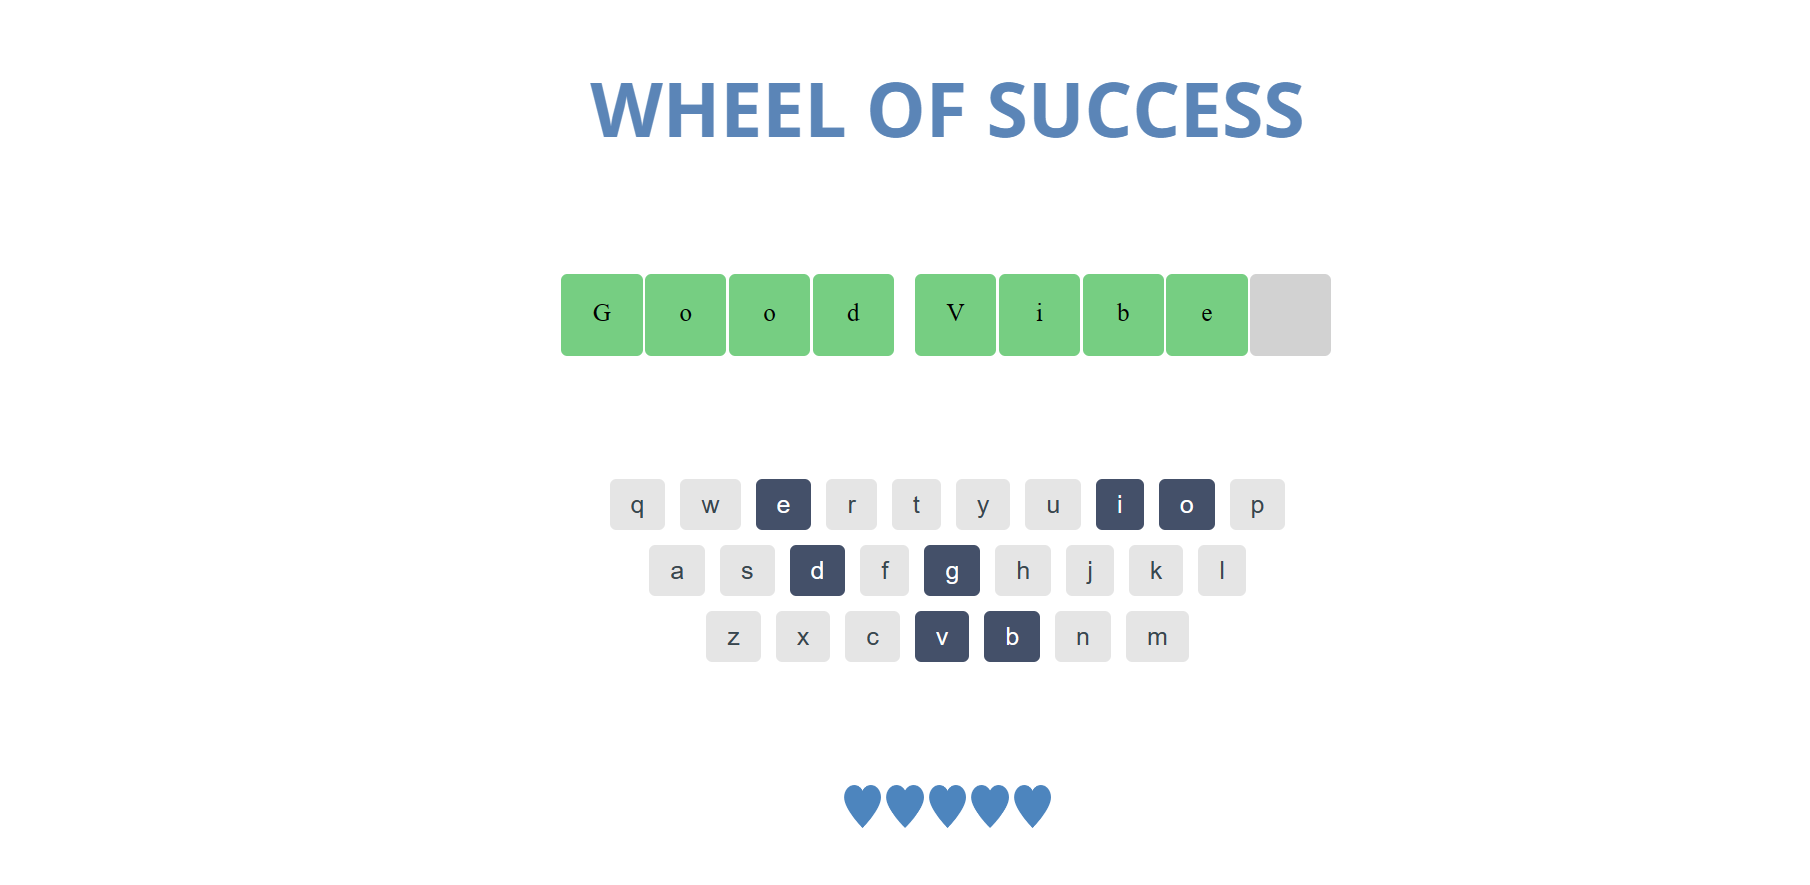 WHEEL OF SUCCESS
G o o d V i b e
q w e r t y u i o p
a s d f g h j k l
z x c v b n m